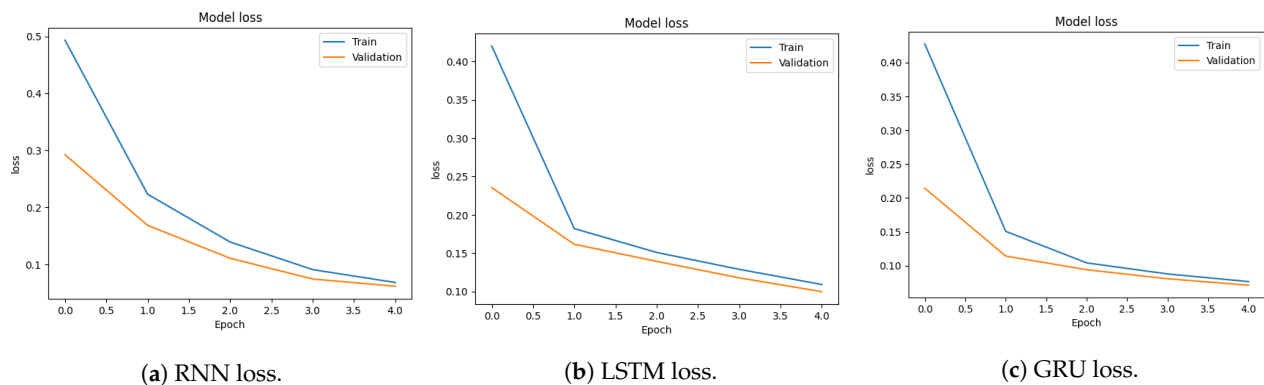 Model loss
Train
Validation
0.5
0.4
0.3
0.2
0.1
loss
0.0 0.5 1.0 1.5 2.0 2.5 3.0 3.5 4.0
Epoch
(a) RNN loss.
Model loss
Train
Validation
0.40
0.35
0.30
0.25
0.20
0.15
0.10
loss
0.0 0.5 1.0 1.5 2.0 2.5 3.0 3.5 4.0
Epoch
(b) LSTM loss.
Model loss
Train
Validation
0.40
0.35
0.30
0.25
0.20
0.15
0.10
loss
0.0 0.5 1.0 1.5 2.0 2.5 3.0 3.5 4.0
Epoch
(c) GRU loss.